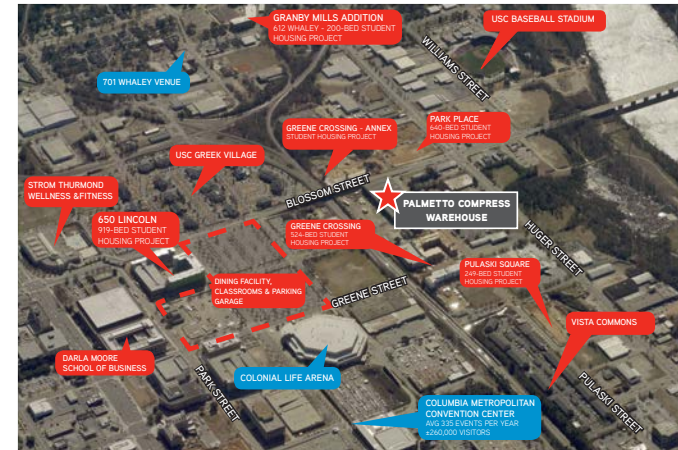 GRANBY MILLS ADDITION
612 WHALEY - 200-BED STUDENT
HOUSING PROJECT
USC BASEBALL STADIUM
WILLIAMS STREET
701 WHALEY VENUE
PARK PLACE
640-BED STUDENT
HOUSING PROJECT
GREENE CROSSING - ANNEX
STUDENT HOUSING PROJECT
USC GREEK VILLAGE
STROM THURMOND
WELLNESS &FITNESS
BLOSSOM STREET
PALMETTO COMPRESS
WAREHOUSE
650 LINCOLN
919-BED STUDENT
HOUSING PROJECT
GREENE CROSSING
524-BED STUDENT
HOUSING PROJECT
HUGER STREET
PULASKI SQUARE
249-BED STUDENT
HOUSING PROJECT
DINING FACILITY,
CLASSROOMS & PARKING
GARAGE
GREENE STREET
VISTA COMMONS
DARLA MOORE
SCHOOL OF BUSINESS
COLONIAL LIFE ARENA
PARK STREET
PULASKI STREET
COLUMBIA METROPOLITAN
CONVENTION CENTER
AVG 335 EVENTS PER YEAR
±260,000 VISITORS